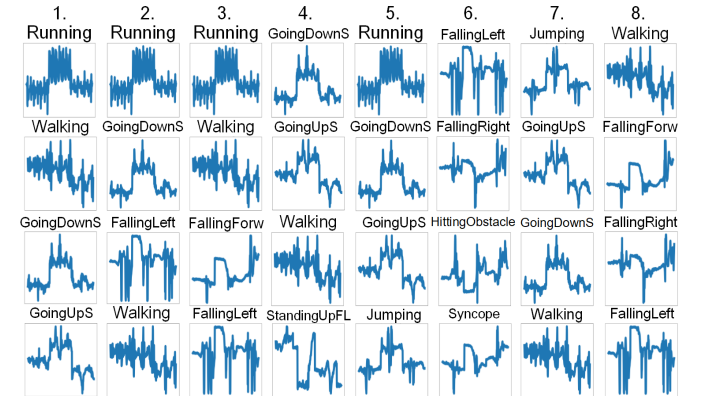 1. 2. 3. 4. 5. 6. 7. 8.
Running Running Running GoingDownS Running FallingLeft Jumping Walking
Walking GoingDownS Walking GoingUpS GoingDownS FallingRight GoingUpS FallingForw
GoingDownS FallingLeft FallingForw Walking GoingUpS HittingObstacle GoingDownS FallingRight
GoingUpS Walking FallingLeft StandingUpFL Jumping Syncope Walking FallingLeft